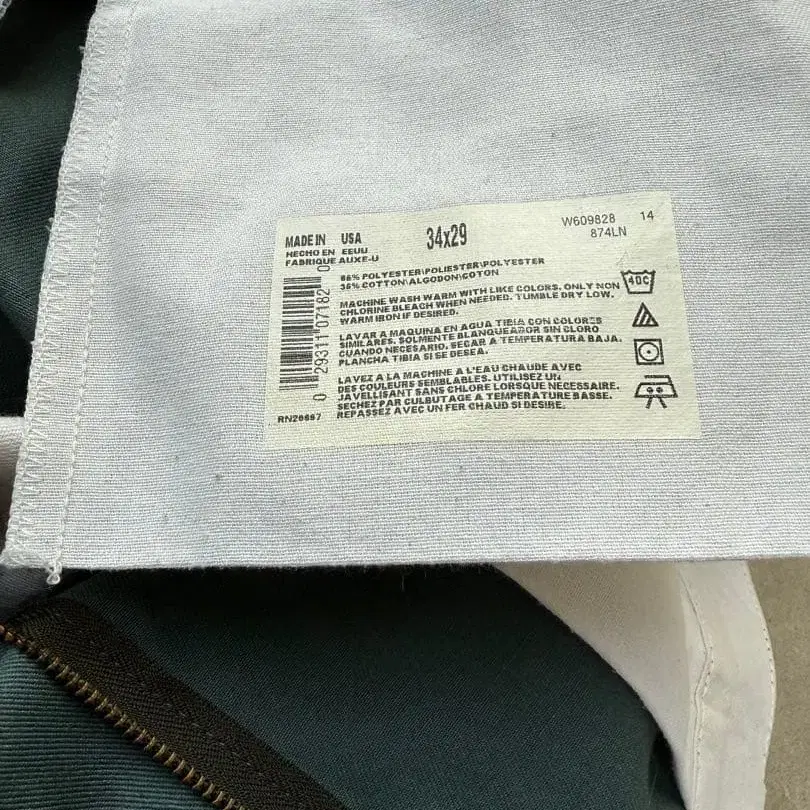 MADE IN USA
HECHO EN EEUU
FABRIQUE AUXE-U
34x29
W609828 14
874LN
65% POLYESTER\POLIESTER\POLYESTER
35% COTTON\ALGODON\COTON
MACHINE WASH WARM WITH LIKE COLORS, ONLY NON
CHLORINE BLEACH WHEN NEEDED. TUMBLE DRY LOW.
WARM IRON IF DESIRED.
LAVAR A MAQUINA EN AGUA TIBIA CON COLORES
SIMILARES. SOLMENTE BLANQUEADOR SIN CLORO
CUANDO NECESARIO. SECAR A TEMPERATURA BAJA.
PLANCHA TIBIA SI SE DESEA.
LAVEZ A LA MACHINE A L'EAU CHAUDE AVEC
DES COULEURS SEMBLABLES. UTILISEZ UN
JAVELLISANT SANS CHLORE LORSQUE NECESSAIRE.
SECHEZ PAR CULBUTAGE A TEMPERATURE BASSE.
REPASSEZ AVEC UN FER CHAUD SI DESIRE.
40C
0 29311 07182 0
RN20697